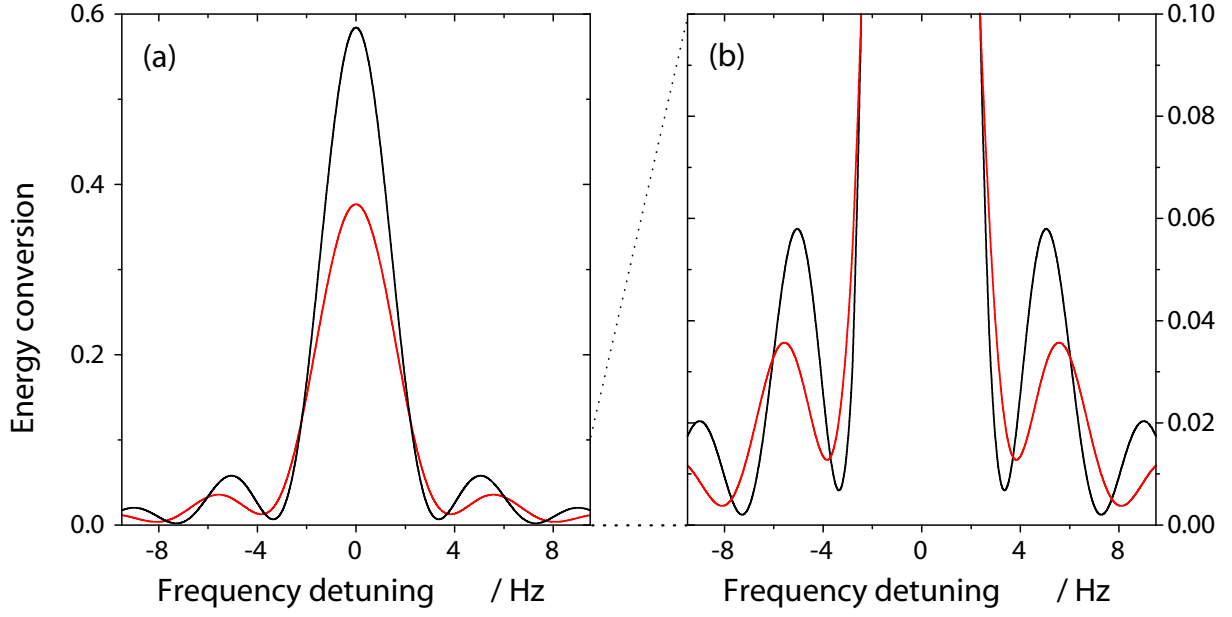 (a)
(b)
Energy conversion
0.6
0.4
0.2
0.0
-8 -4 0 4 8
Frequency detuning / Hz
0.10
0.08
0.06
0.04
0.02
0.00
-8 -4 0 4 8
Frequency detuning / Hz